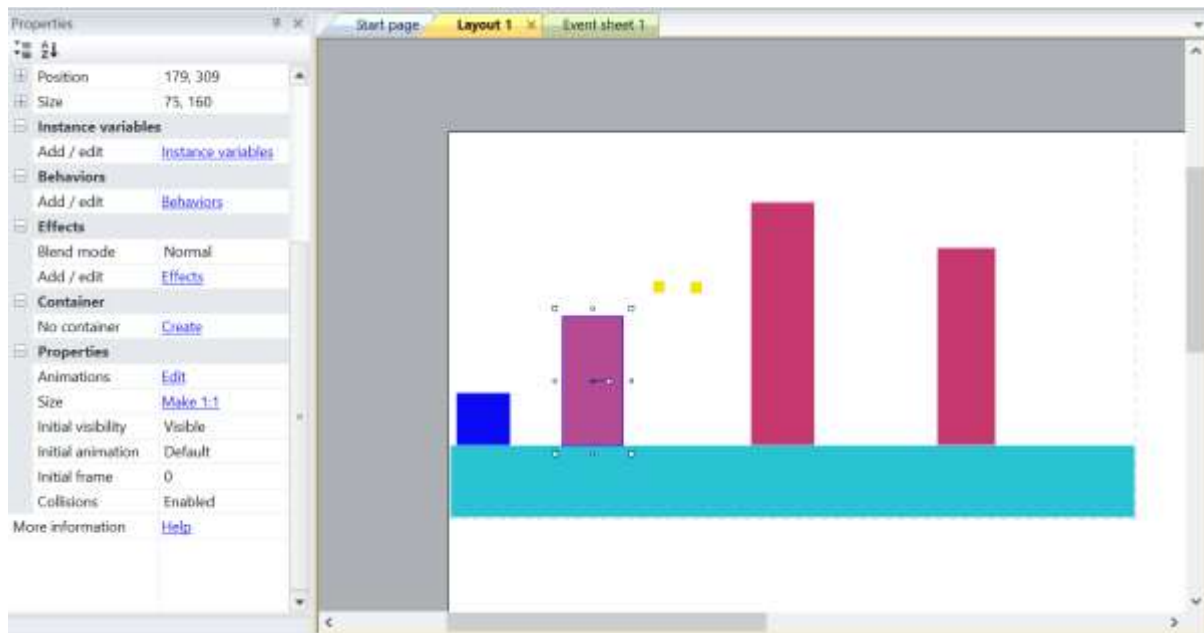 Properties
Start page
Layout 1
Event sheet 1
Position 179, 309
Size 75, 160
Instance variables
Add / edit Instance variables
Behaviors
Add / edit Behaviors
Effects
Blend mode Normal
Add / edit Effects
Container
No container Create
Properties
Animations Edit
Size Make 1:1
Initial visibility Visible
Initial animation Default
Initial frame 0
Collisions Enabled
More information Help